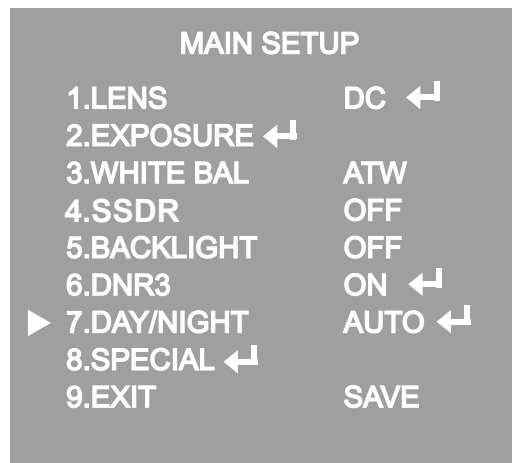 MAIN SETUP
1.LENS DC ↵
2.EXPOSURE ↵
3.WHITE BAL ATW
4.SSDR OFF
5.BACKLIGHT OFF
6.DNR3 ON ↵
▶ 7.DAY/NIGHT AUTO ↵
8.SPECIAL ↵
9.EXIT SAVE